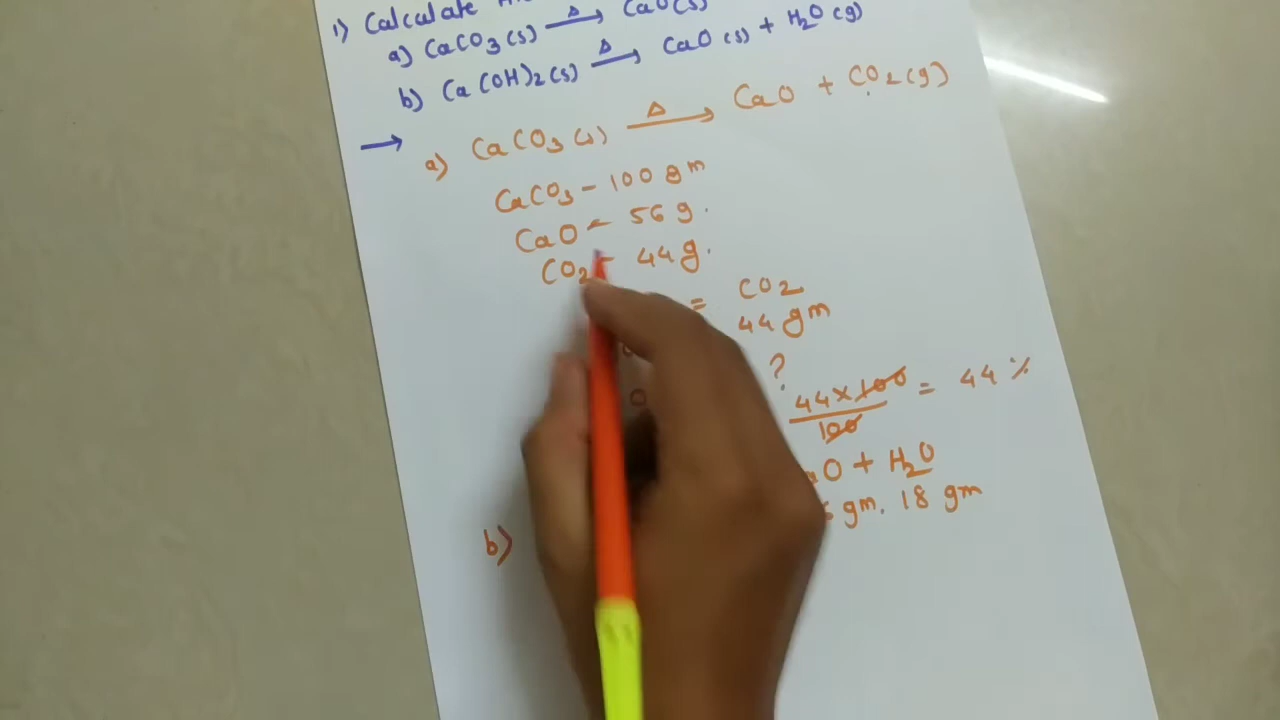 1) Calculate
a) CaCO3(s) Δ→ CaO(s)
b) Ca(OH)2(s) Δ→ CaO(s) + H2O(g)
→ a) CaCO3(s) Δ→ CaO + CO2(g)
CaCO3 - 100 gm
CaO - 56 g.
CO2 - 44 g.
= CO2
44 gm
?
44×100/100 = 44 %
O + H2O
gm. 18 gm
b)